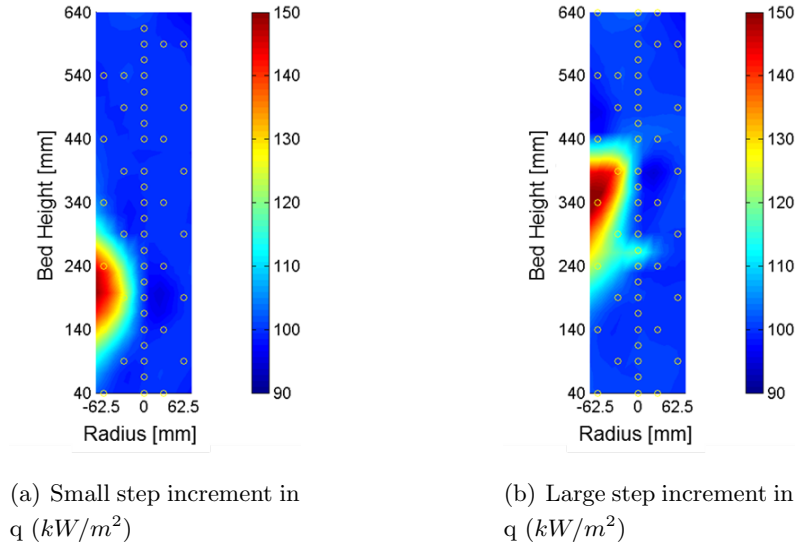 640
540
440
340
240
140
40
Bed Height [mm]
-62.5 0 62.5
Radius [mm]
150
140
130
120
110
100
90
(a) Small step increment in
q (kW/m²)
640
540
440
340
240
140
40
Bed Height [mm]
-62.5 0 62.5
Radius [mm]
150
140
130
120
110
100
90
(b) Large step increment in
q (kW/m²)